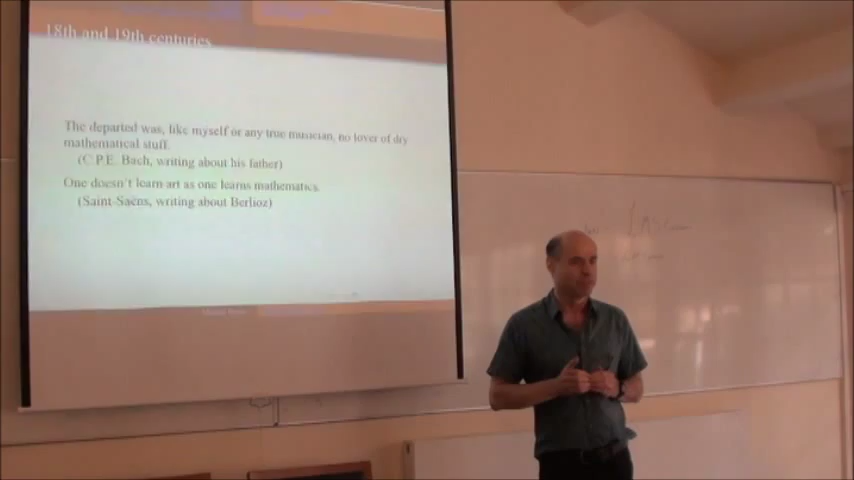 18th and 19th centuries
The departed was, like myself or any true musician, no lover of dry
mathematical stuff.
(C.P.E. Bach, writing about his father)
One doesn't learn art as one learns mathematics.
(Saint-Saëns, writing about Berlioz)